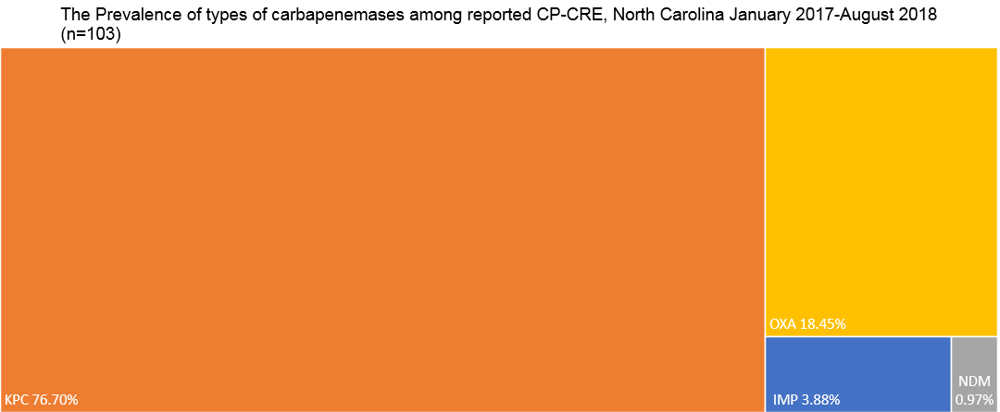 The Prevalence of types of carbapenemases among reported CP-CRE, North Carolina January 2017-August 2018
(n=103)
KPC 76.70%
OXA 18.45%
IMP 3.88%
NDM
0.97%